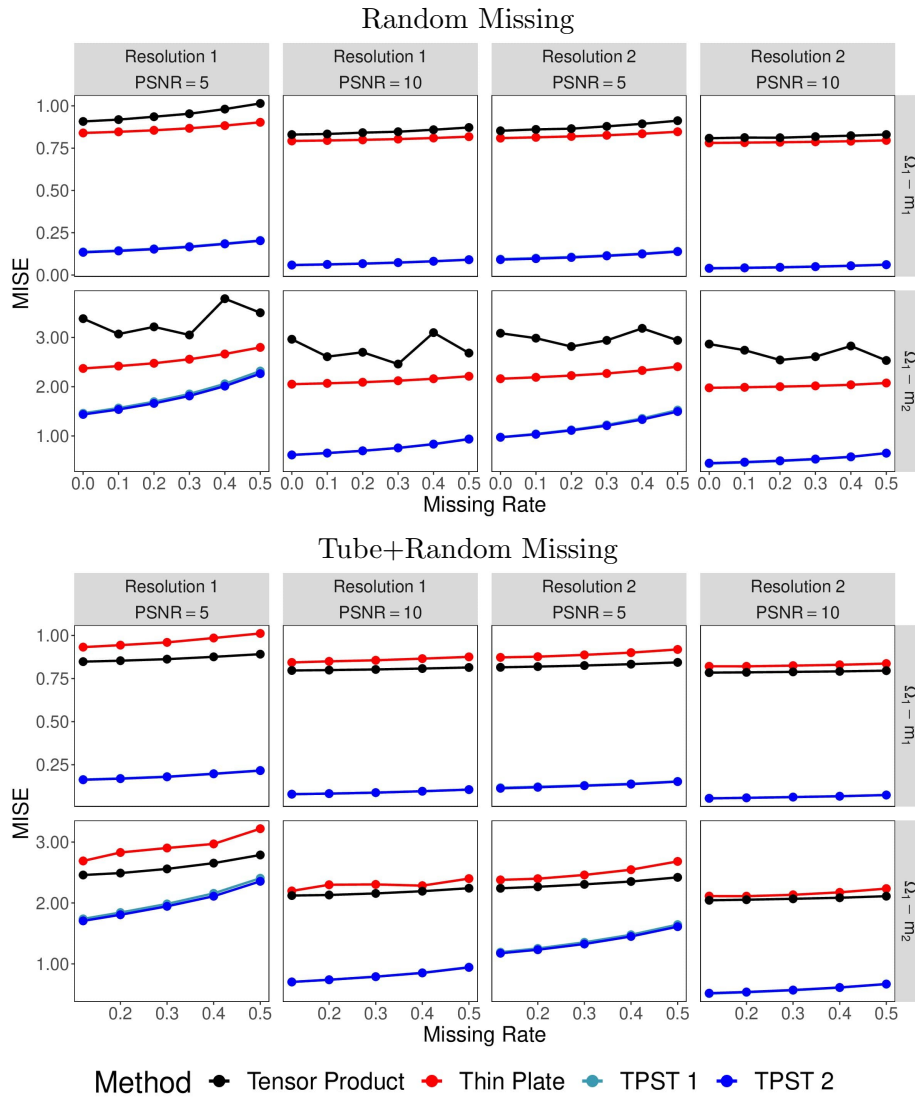 Random Missing
Resolution 1 Resolution 1 Resolution 2 Resolution 2
PSNR = 5 PSNR = 10 PSNR = 5 PSNR = 10
1.00
0.75
0.50
0.25
0.00
Ω₁ − m₁
MISE
3.00
2.00
1.00
Ω₁ − m₂
0.0 0.1 0.2 0.3 0.4 0.5 0.0 0.1 0.2 0.3 0.4 0.5 0.0 0.1 0.2 0.3 0.4 0.5 0.0 0.1 0.2 0.3 0.4 0.5
Missing Rate
Tube+Random Missing
Resolution 1 Resolution 1 Resolution 2 Resolution 2
PSNR = 5 PSNR = 10 PSNR = 5 PSNR = 10
1.00
0.75
0.50
0.25
Ω₁ − m₁
MISE
3.00
2.00
1.00
Ω₁ − m₂
0.2 0.3 0.4 0.5 0.2 0.3 0.4 0.5 0.2 0.3 0.4 0.5 0.2 0.3 0.4 0.5
Missing Rate
Method Tensor Product Thin Plate TPST 1 TPST 2